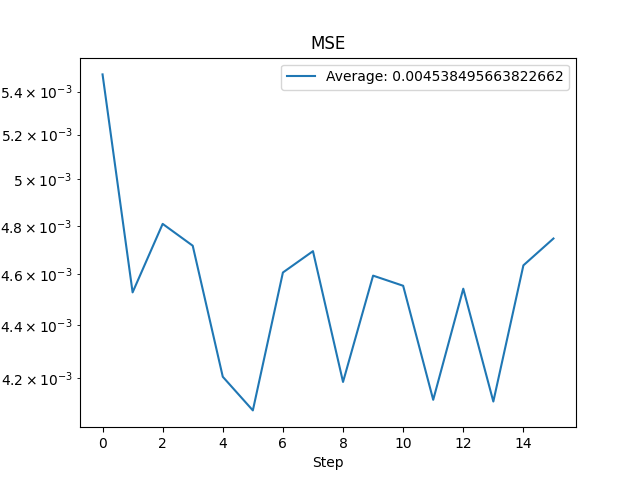 MSE
Average: 0.004538495663822662
5.4 × 10⁻³
5.2 × 10⁻³
5 × 10⁻³
4.8 × 10⁻³
4.6 × 10⁻³
4.4 × 10⁻³
4.2 × 10⁻³
0 2 4 6 8 10 12 14
Step